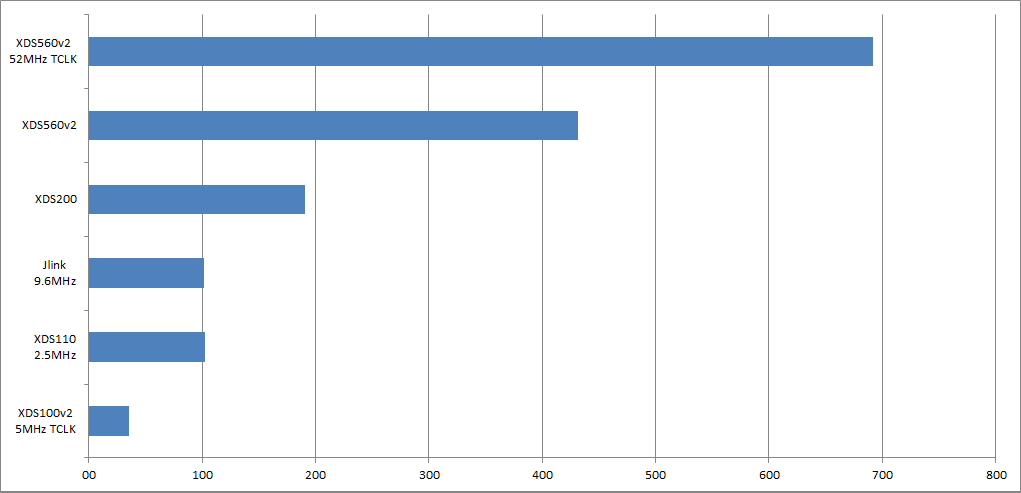 XDS560v2
52MHz TCLK
XDS560v2
XDS200
Jlink
9.6MHz
XDS110
2.5MHz
XDS100v2
5MHz TCLK
00 100 200 300 400 500 600 700 800